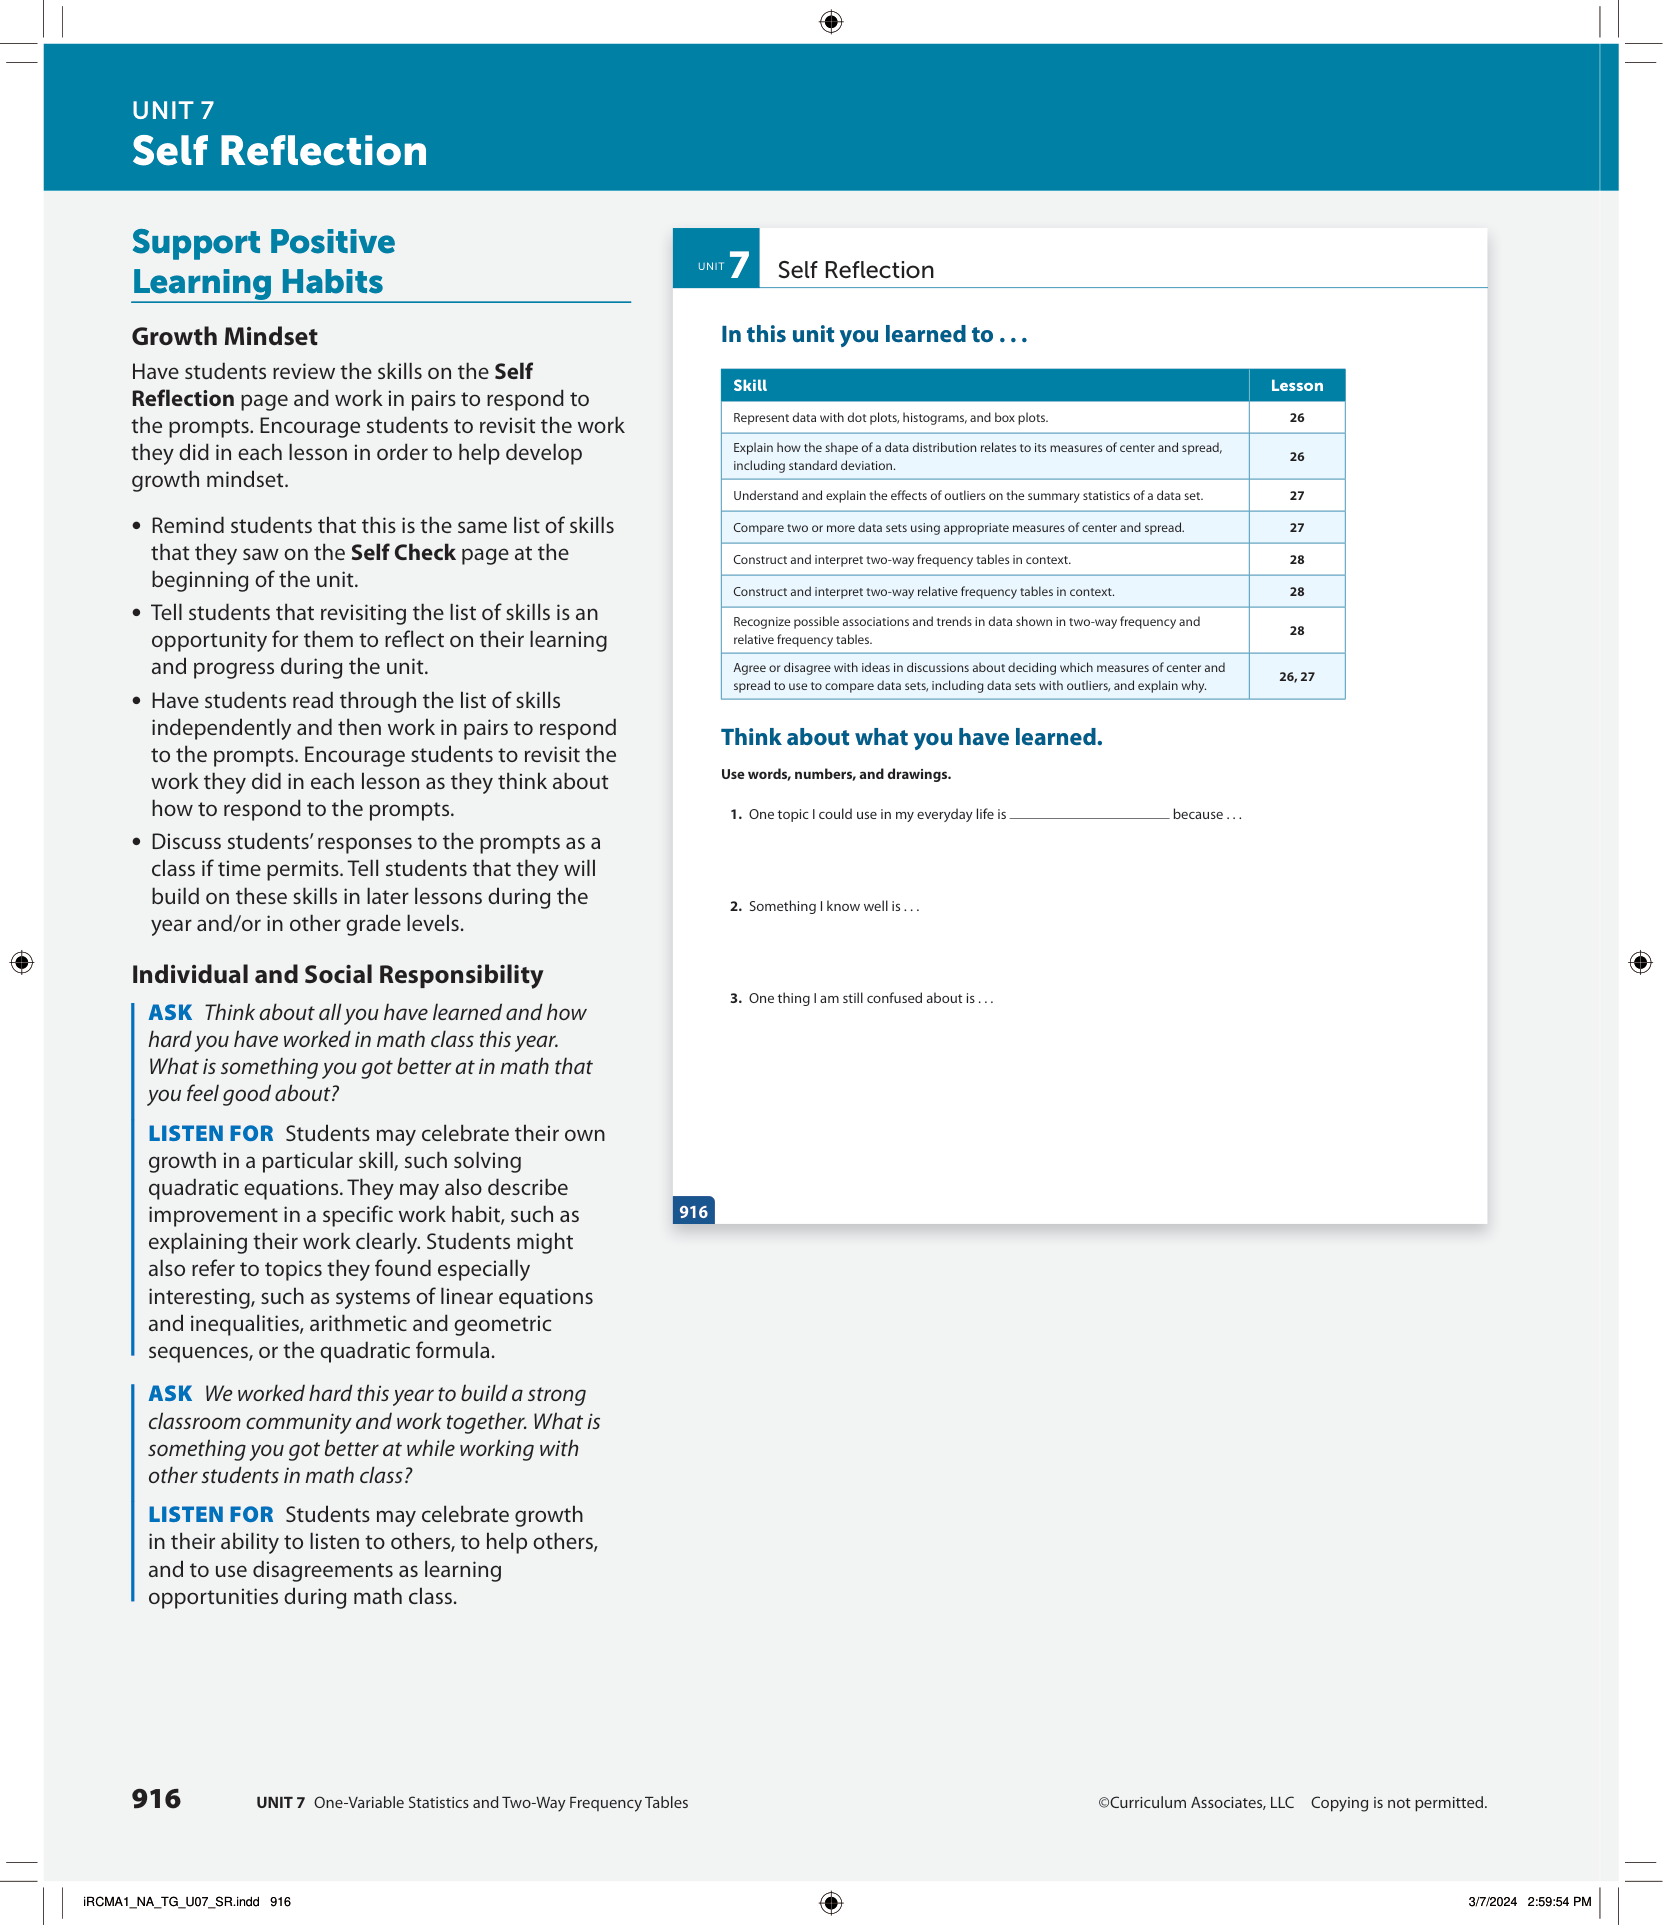 UNIT 7
Self Reflection
Support Positive
Learning Habits
Growth Mindset
Have students review the skills on the Self
Reflection page and work in pairs to respond to
the prompts. Encourage students to revisit the work
they did in each lesson in order to help develop
growth mindset.
• Remind students that this is the same list of skills
that they saw on the Self Check page at the
beginning of the unit.
• Tell students that revisiting the list of skills is an
opportunity for them to reflect on their learning
and progress during the unit.
• Have students read through the list of skills
independently and then work in pairs to respond
to the prompts. Encourage students to revisit the
work they did in each lesson as they think about
how to respond to the prompts.
• Discuss students’ responses to the prompts as a
class if time permits. Tell students that they will
build on these skills in later lessons during the
year and/or in other grade levels.
Individual and Social Responsibility
ASK Think about all you have learned and how
hard you have worked in math class this year.
What is something you got better at in math that
you feel good about?
LISTEN FOR Students may celebrate their own
growth in a particular skill, such solving
quadratic equations. They may also describe
improvement in a specific work habit, such as
explaining their work clearly. Students might
also refer to topics they found especially
interesting, such as systems of linear equations
and inequalities, arithmetic and geometric
sequences, or the quadratic formula.
ASK We worked hard this year to build a strong
classroom community and work together. What is
something you got better at while working with
other students in math class?
LISTEN FOR Students may celebrate growth
in their ability to listen to others, to help others,
and to use disagreements as learning
opportunities during math class.
UNIT 7 Self Reflection
In this unit you learned to . . .
Skill Lesson
Represent data with dot plots, histograms, and box plots. 26
Explain how the shape of a data distribution relates to its measures of center and spread,
including standard deviation. 26
Understand and explain the effects of outliers on the summary statistics of a data set. 27
Compare two or more data sets using appropriate measures of center and spread. 27
Construct and interpret two-way frequency tables in context. 28
Construct and interpret two-way relative frequency tables in context. 28
Recognize possible associations and trends in data shown in two-way frequency and
relative frequency tables. 28
Agree or disagree with ideas in discussions about deciding which measures of center and
spread to use to compare data sets, including data sets with outliers, and explain why. 26, 27
Think about what you have learned.
Use words, numbers, and drawings.
1. One topic I could use in my everyday life is ____________________ because . . .
2. Something I know well is . . .
3. One thing I am still confused about is . . .
916
916 UNIT 7 One-Variable Statistics and Two-Way Frequency Tables ©Curriculum Associates, LLC Copying is not permitted.
iRCMA1_NA_TG_U07_SR.indd 916 3/7/2024 2:59:54 PM